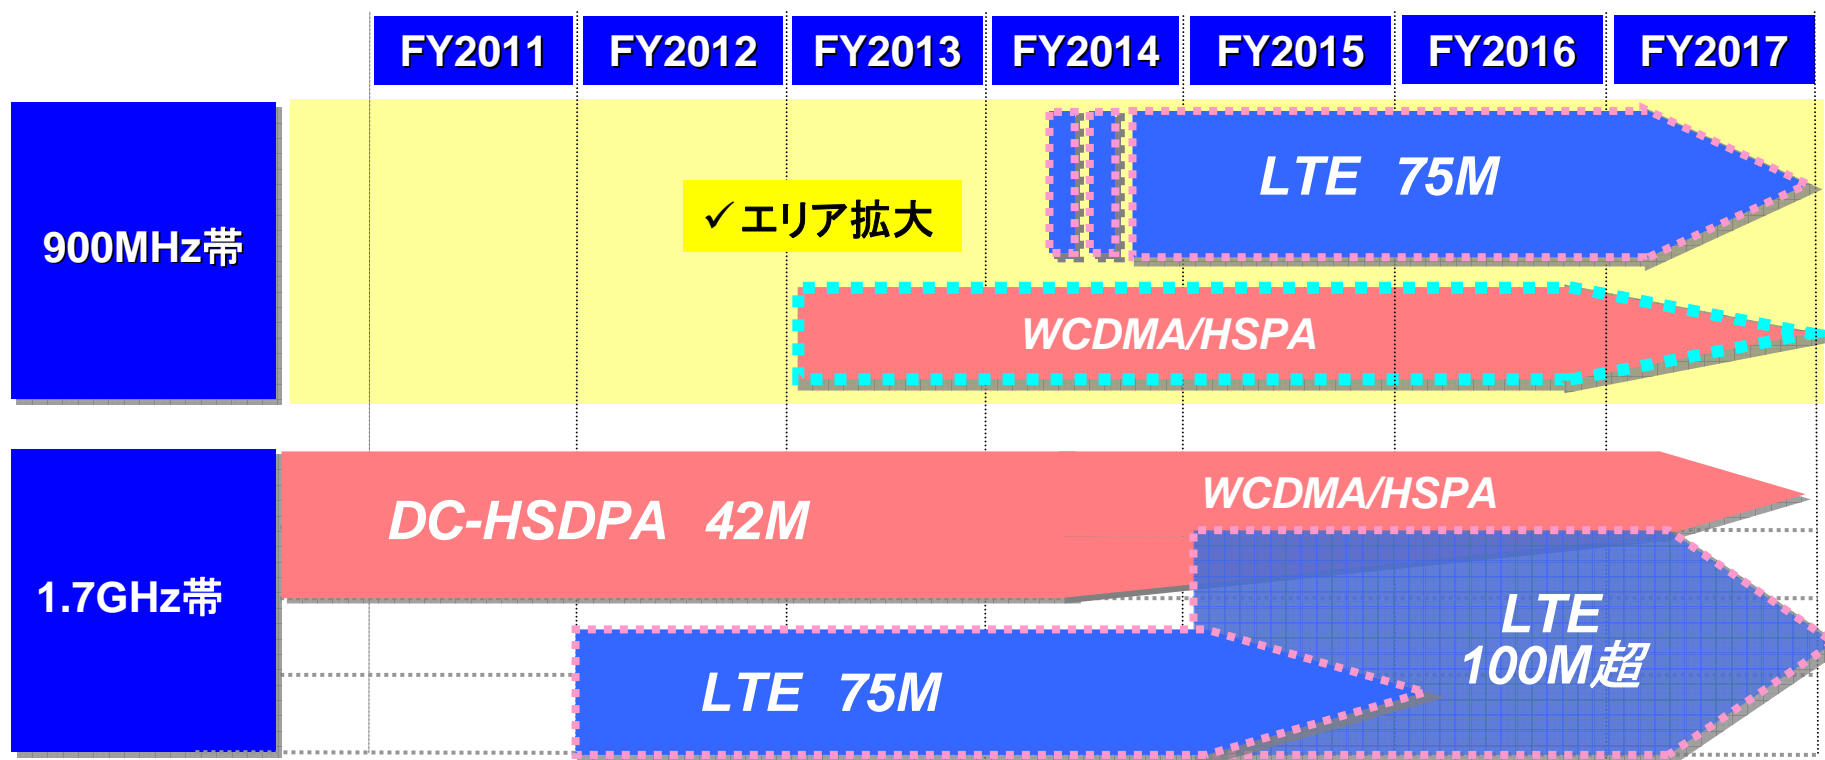 FY2011 FY2012 FY2013 FY2014 FY2015 FY2016 FY2017
900MHz帯
LTE 75M
✓エリア拡大
WCDMA/HSPA
1.7GHz帯
DC-HSDPA 42M
WCDMA/HSPA
LTE
100M超
LTE 75M